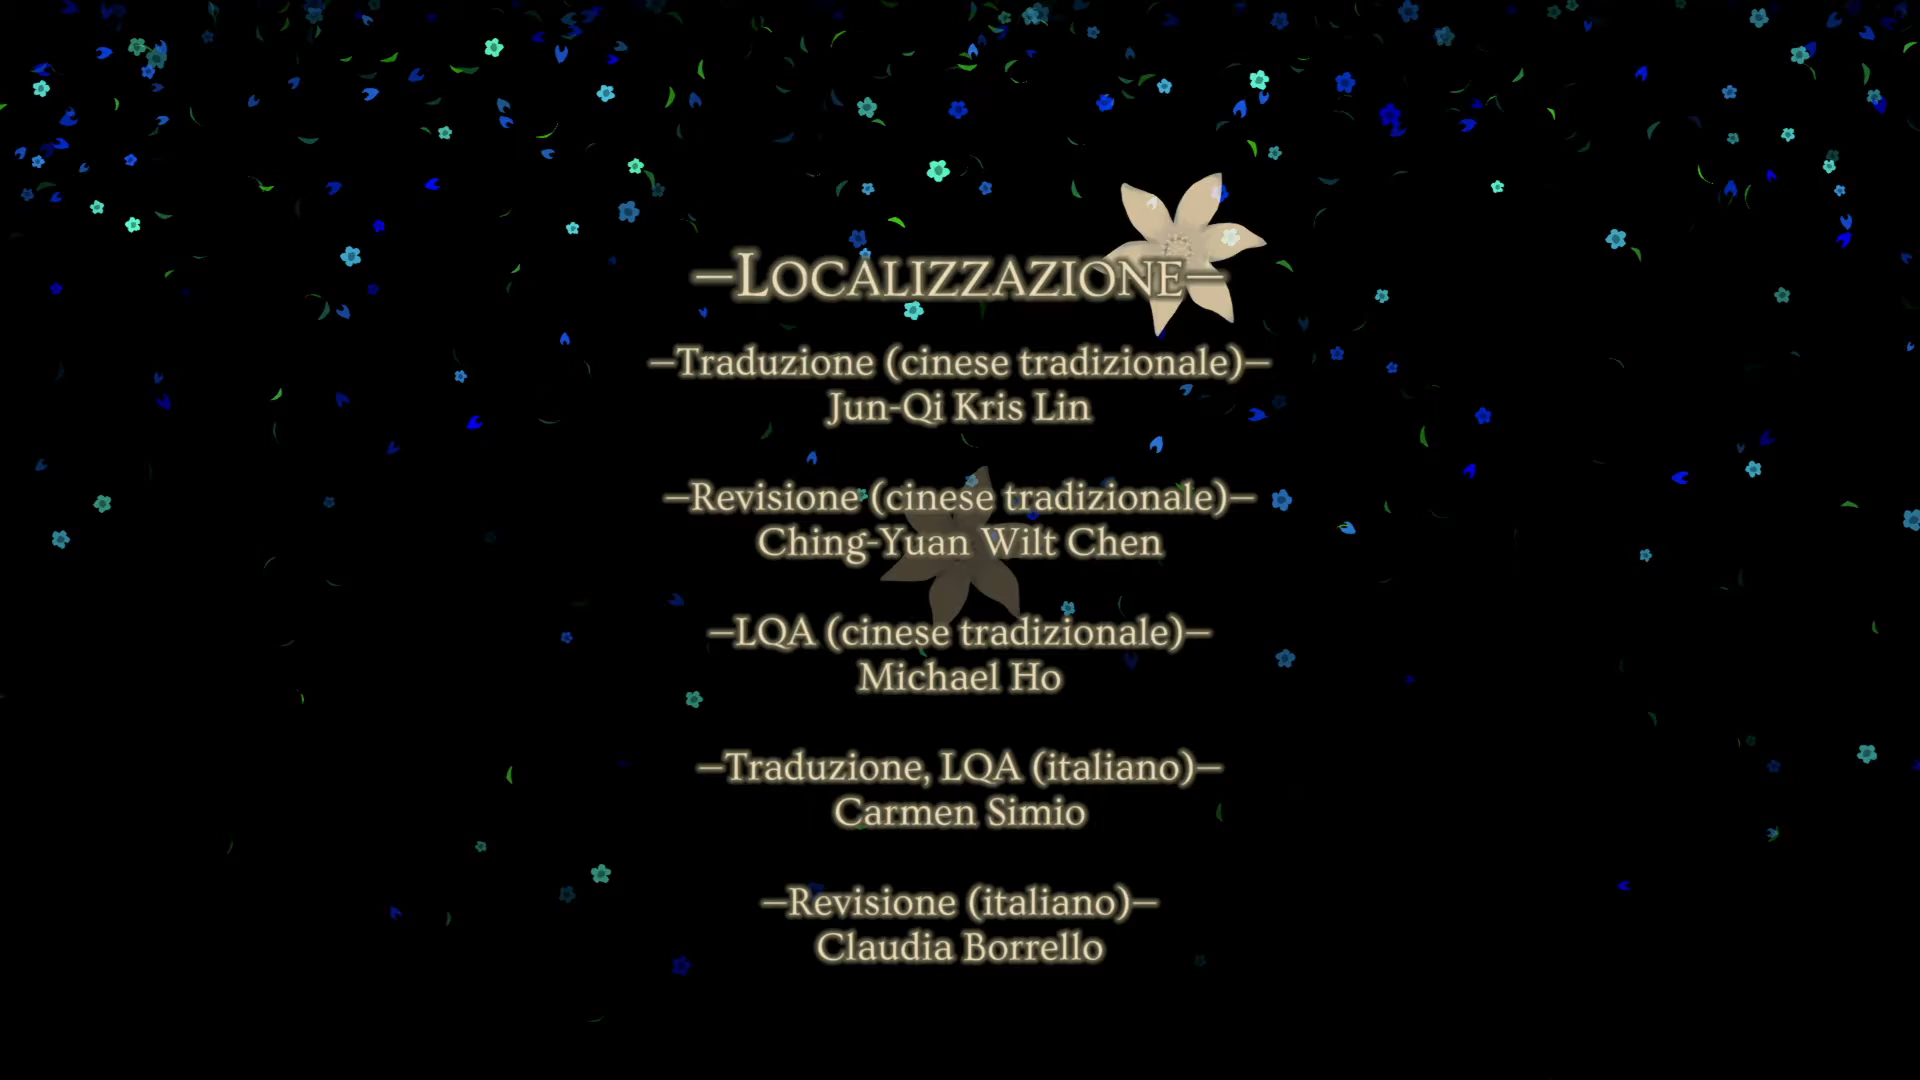 —Localizzazione—
—Traduzione (cinese tradizionale)—
Jun-Qi Kris Lin
—Revisione (cinese tradizionale)—
Ching-Yuan Wilt Chen
—LQA (cinese tradizionale)—
Michael Ho
—Traduzione, LQA (italiano)—
Carmen Simio
—Revisione (italiano)—
Claudia Borrello